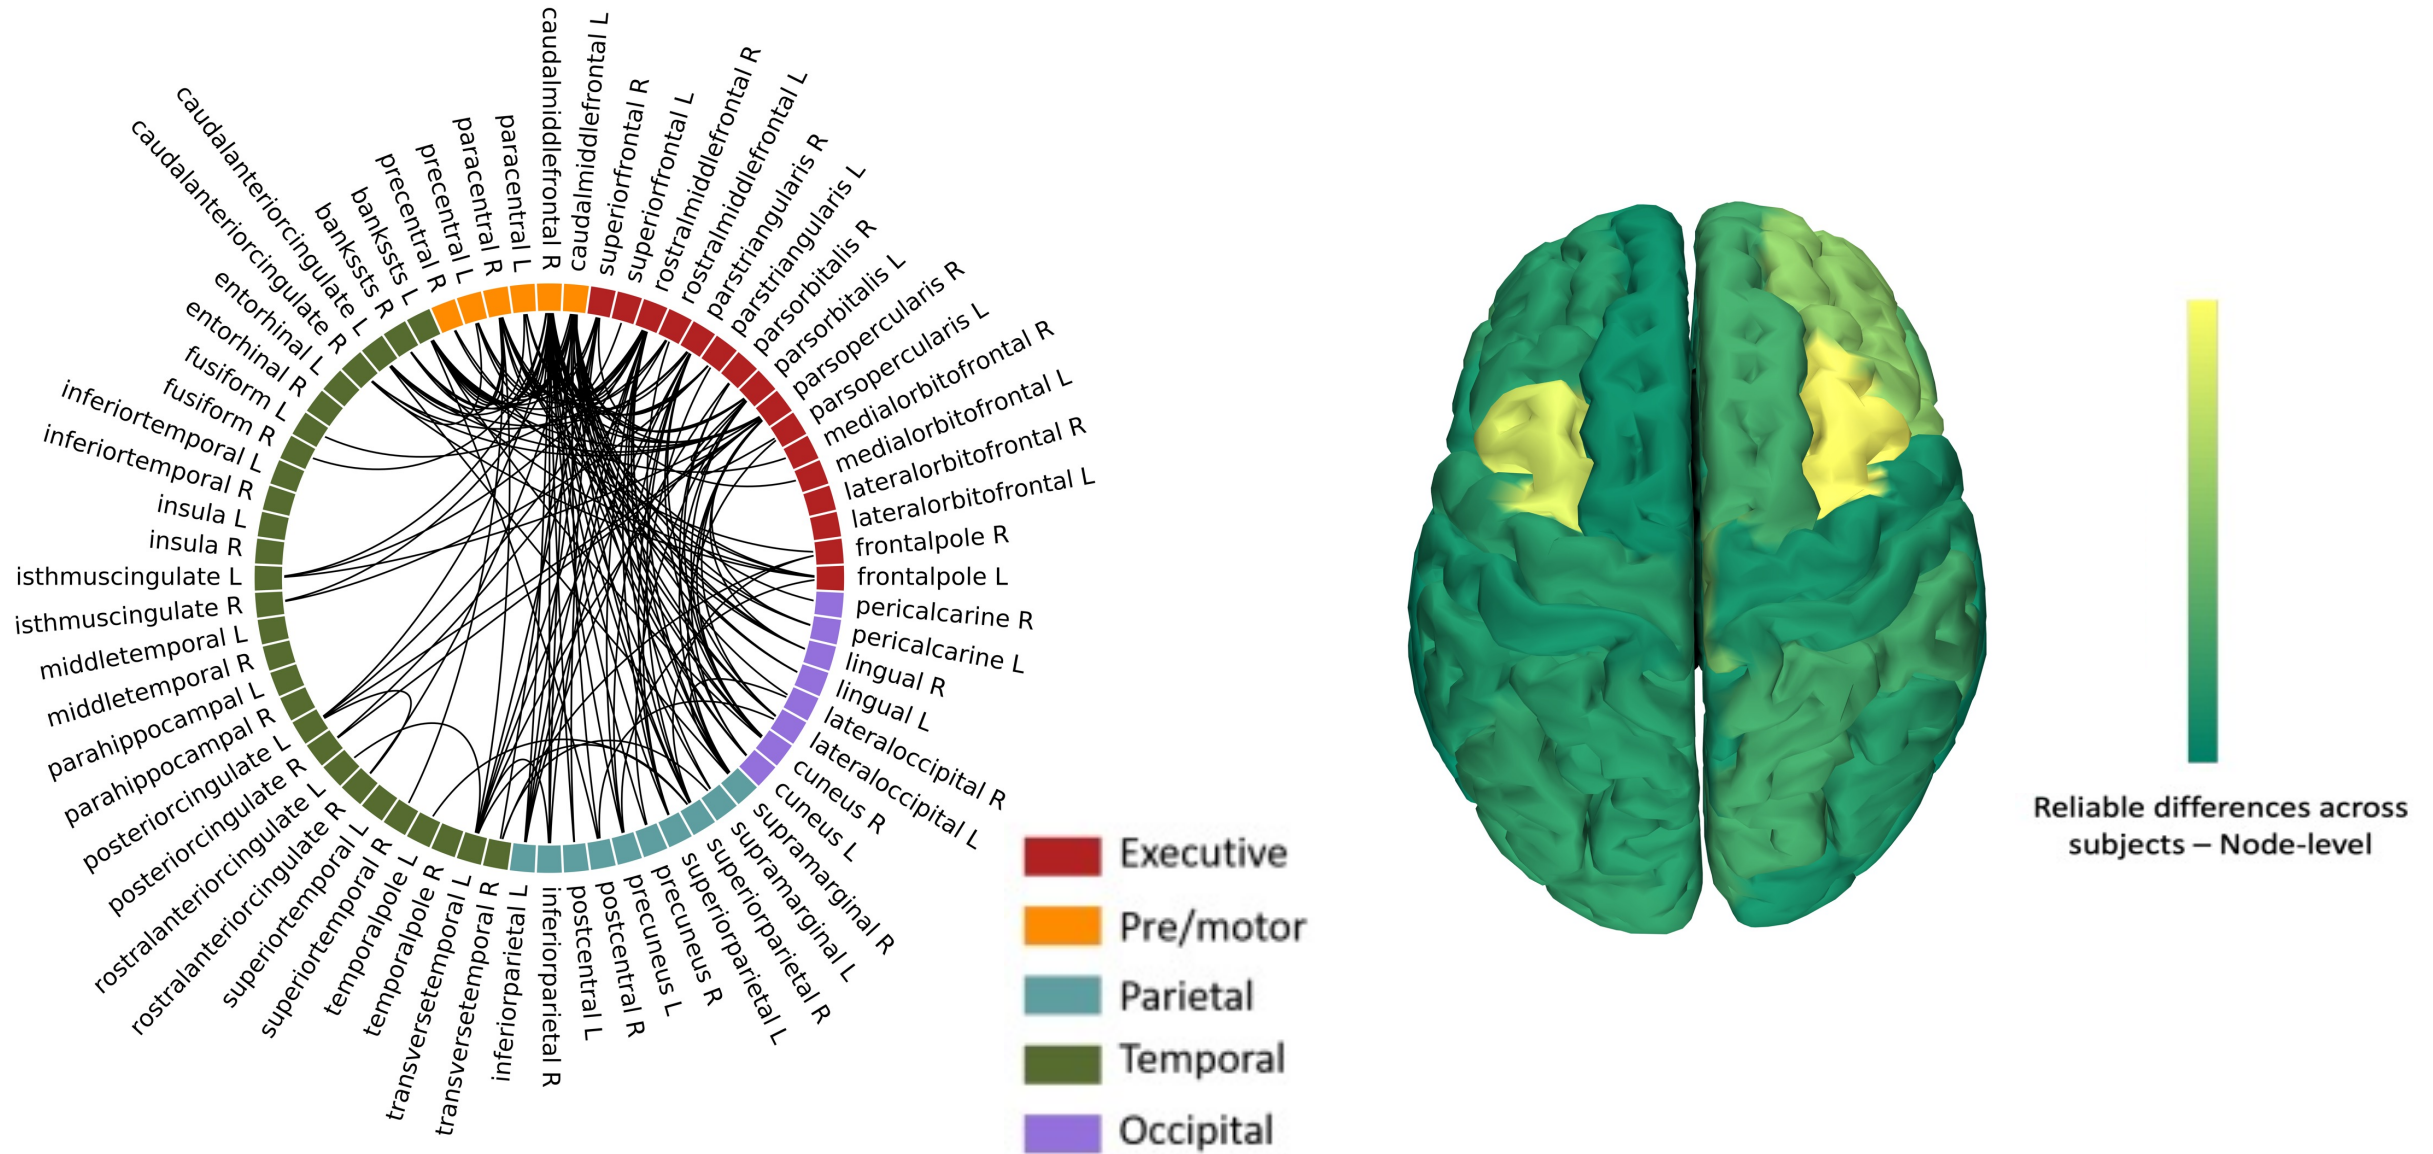 caudalmiddlefrontal R
caudalmiddlefrontal L
superiorfrontal R
superiorfrontal L
rostralmiddlefrontal R
rostralmiddlefrontal L
parstriangularis R
parstriangularis L
parsorbitalis R
parsorbitalis L
parsopercularis R
parsopercularis L
medialorbitofrontal R
medialorbitofrontal L
lateralorbitofrontal R
lateralorbitofrontal L
frontalpole R
frontalpole L
pericalcarine R
pericalcarine L
lingual R
lingual L
lateraloccipital R
lateraloccipital L
cuneus R
cuneus L
supramarginal R
supramarginal L
superiorparietal R
superiorparietal L
precuneus R
precuneus L
postcentral R
postcentral L
inferiorparietal R
inferiorparietal L
transversetemporal R
transversetemporal L
temporalpole R
temporalpole L
superiortemporal R
superiortemporal L
rostralanteriorcingulate R
rostralanteriorcingulate L
posteriorcingulate R
posteriorcingulate L
parahippocampal R
parahippocampal L
middletemporal R
middletemporal L
isthmuscingulate R
isthmuscingulate L
insula R
insula L
inferiortemporal R
inferiortemporal L
fusiform R
fusiform L
entorhinal R
entorhinal L
caudalanteriorcingulate R
caudalanteriorcingulate L
bankssts R
bankssts L
precentral R
precentral L
paracentral R
paracentral L
Executive
Pre/motor
Parietal
Temporal
Occipital
Reliable differences across
subjects – Node-level